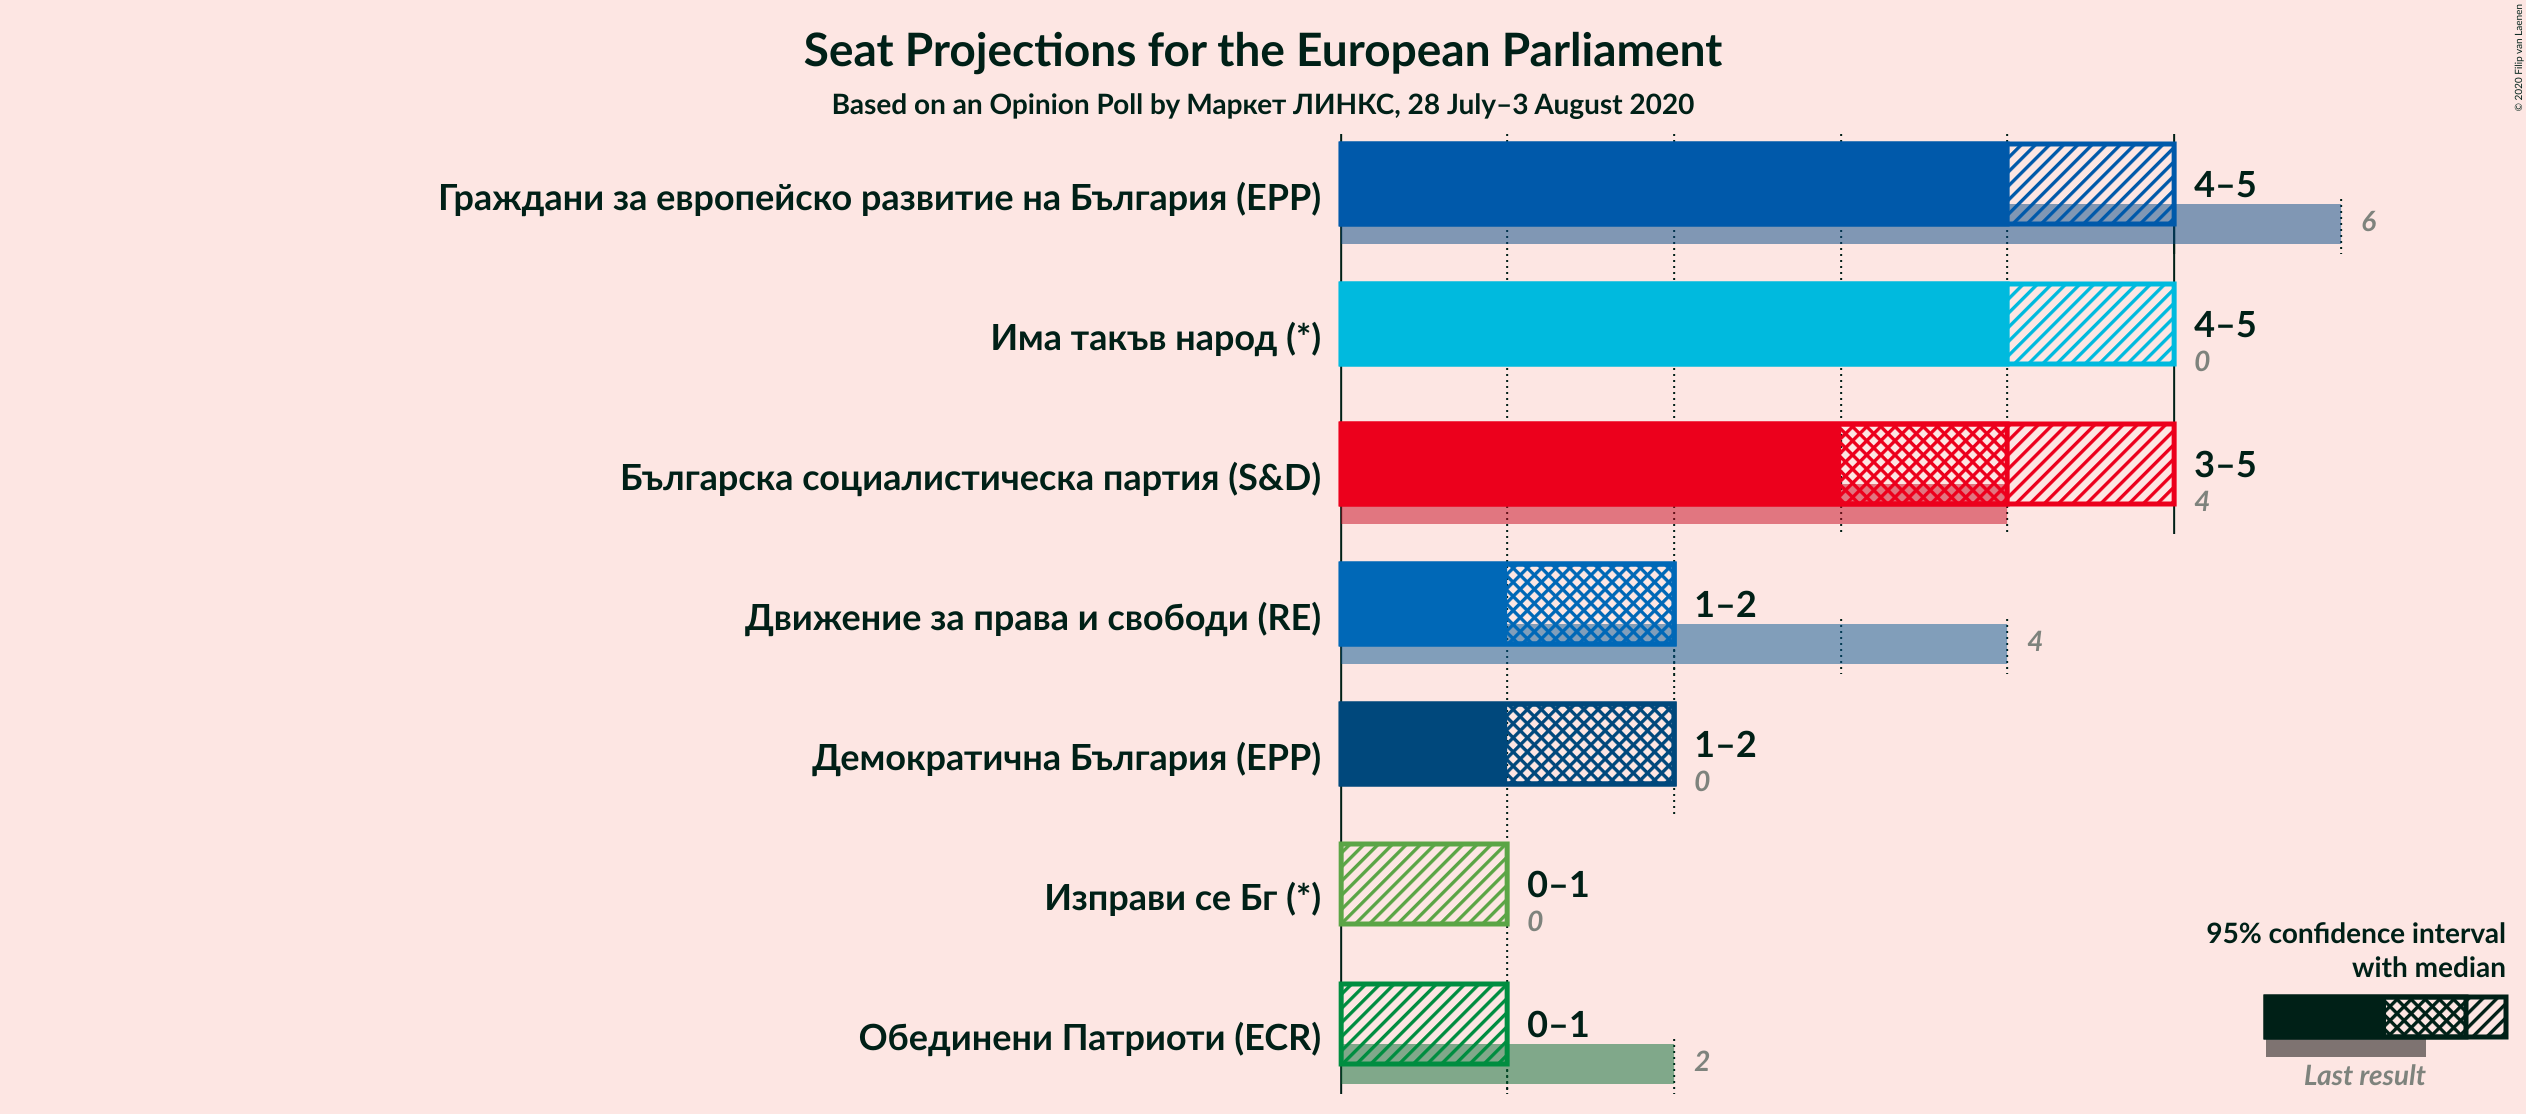 Seat Projections for the European Parliament
Based on an Opinion Poll by Маркет ЛИНКС, 28 July–3 August 2020
© 2020 Filip van Laenen
Граждани за европейско развитие на България (EPP)
4–5
6
Има такъв народ (*)
4–5
0
Българска социалистическа партия (S&D)
3–5
4
Движение за права и свободи (RE)
1–2
4
Демократична България (EPP)
1–2
0
Изправи се Бг (*)
0–1
0
Обединени Патриоти (ECR)
0–1
2
95% confidence interval
with median
Last result